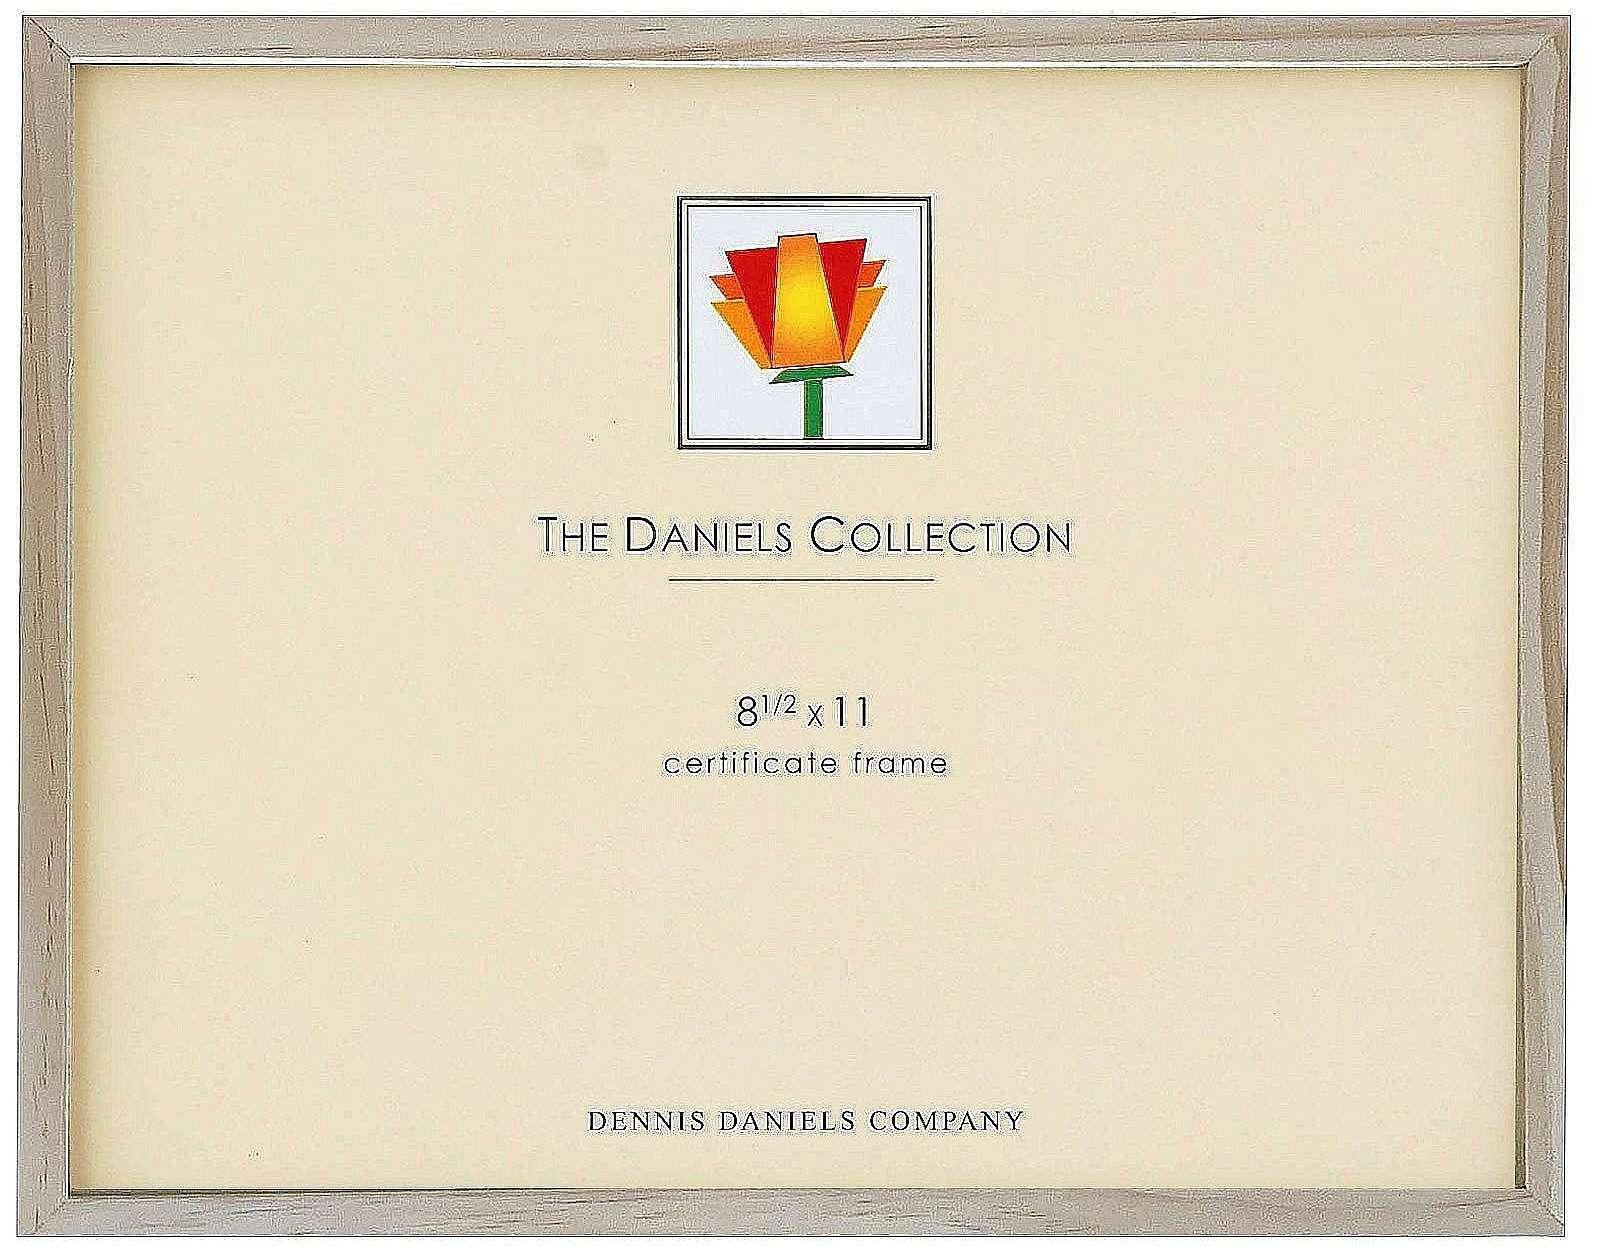 THE DANIELS COLLECTION
8 1/2 x 11
certificate frame
DENNIS DANIELS COMPANY